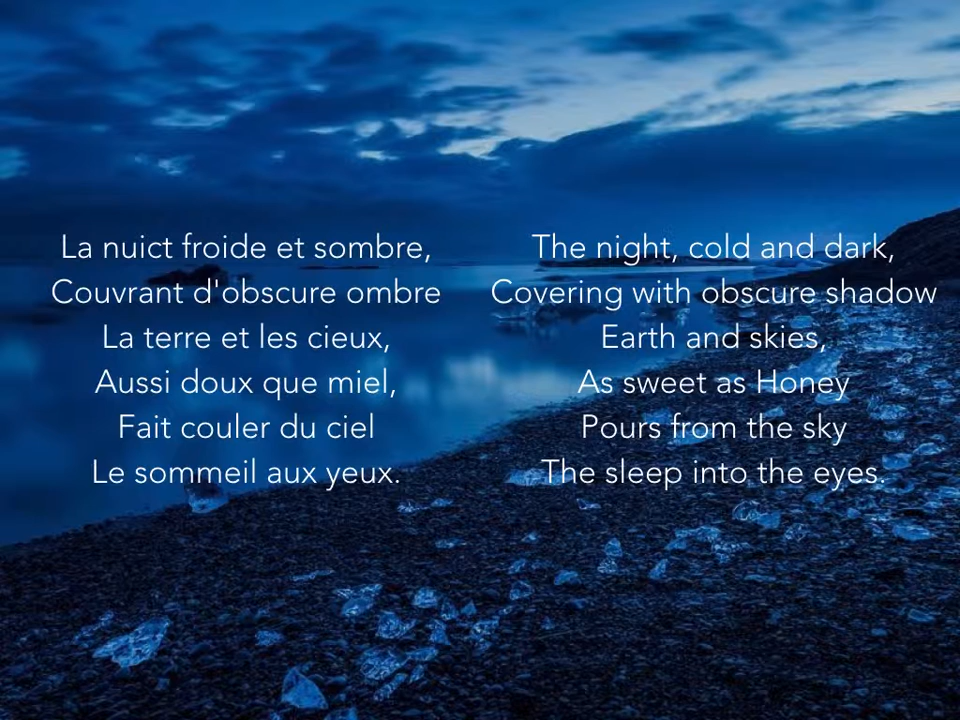 La nuict froide et sombre,
Couvrant d'obscure ombre
La terre et les cieux,
Aussi doux que miel,
Fait couler du ciel
Le sommeil aux yeux.
The night, cold and dark,
Covering with obscure shadow
Earth and skies,
As sweet as Honey
Pours from the sky
The sleep into the eyes.